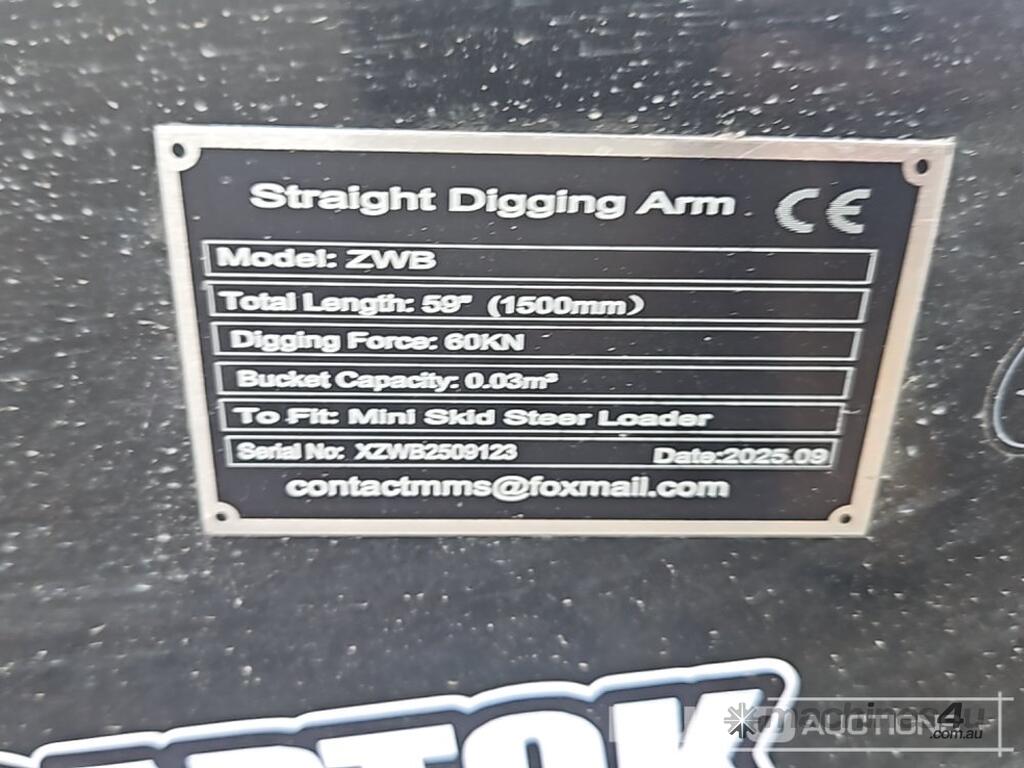 Straight Digging Arm CE
Model: ZWB
Total Length: 59" (1500mm)
Digging Force: 60KN
Bucket Capacity: 0.03m³
To Fit: Mini Skid Steer Loader
Serial No: XZWB2509123 Date:2025.09
contactmms@foxmail.com
machines4u
.com.au